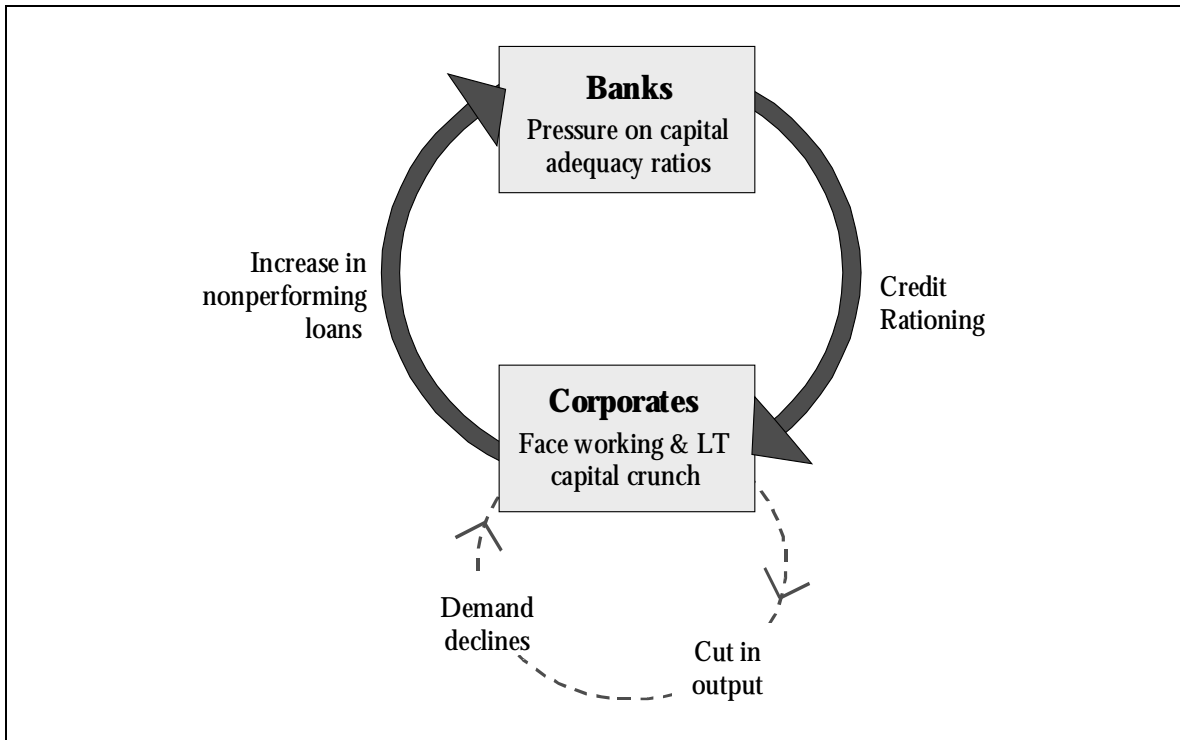 Banks
Pressure on capital
adequacy ratios
Increase in
nonperforming
loans
Credit
Rationing
Corporates
Face working & LT
capital crunch
Demand
declines
Cut in
output